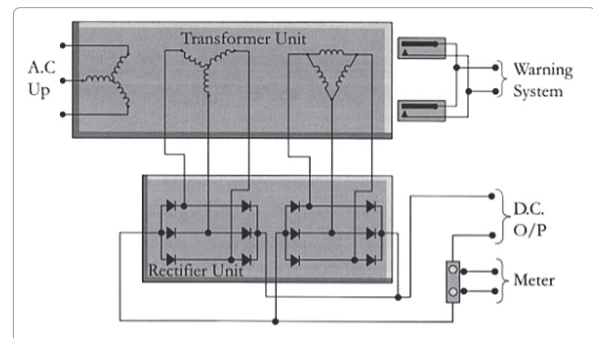 Transformer Unit
A.C
Up
Warning
System
D.C.
O/P
Rectifier Unit
Meter